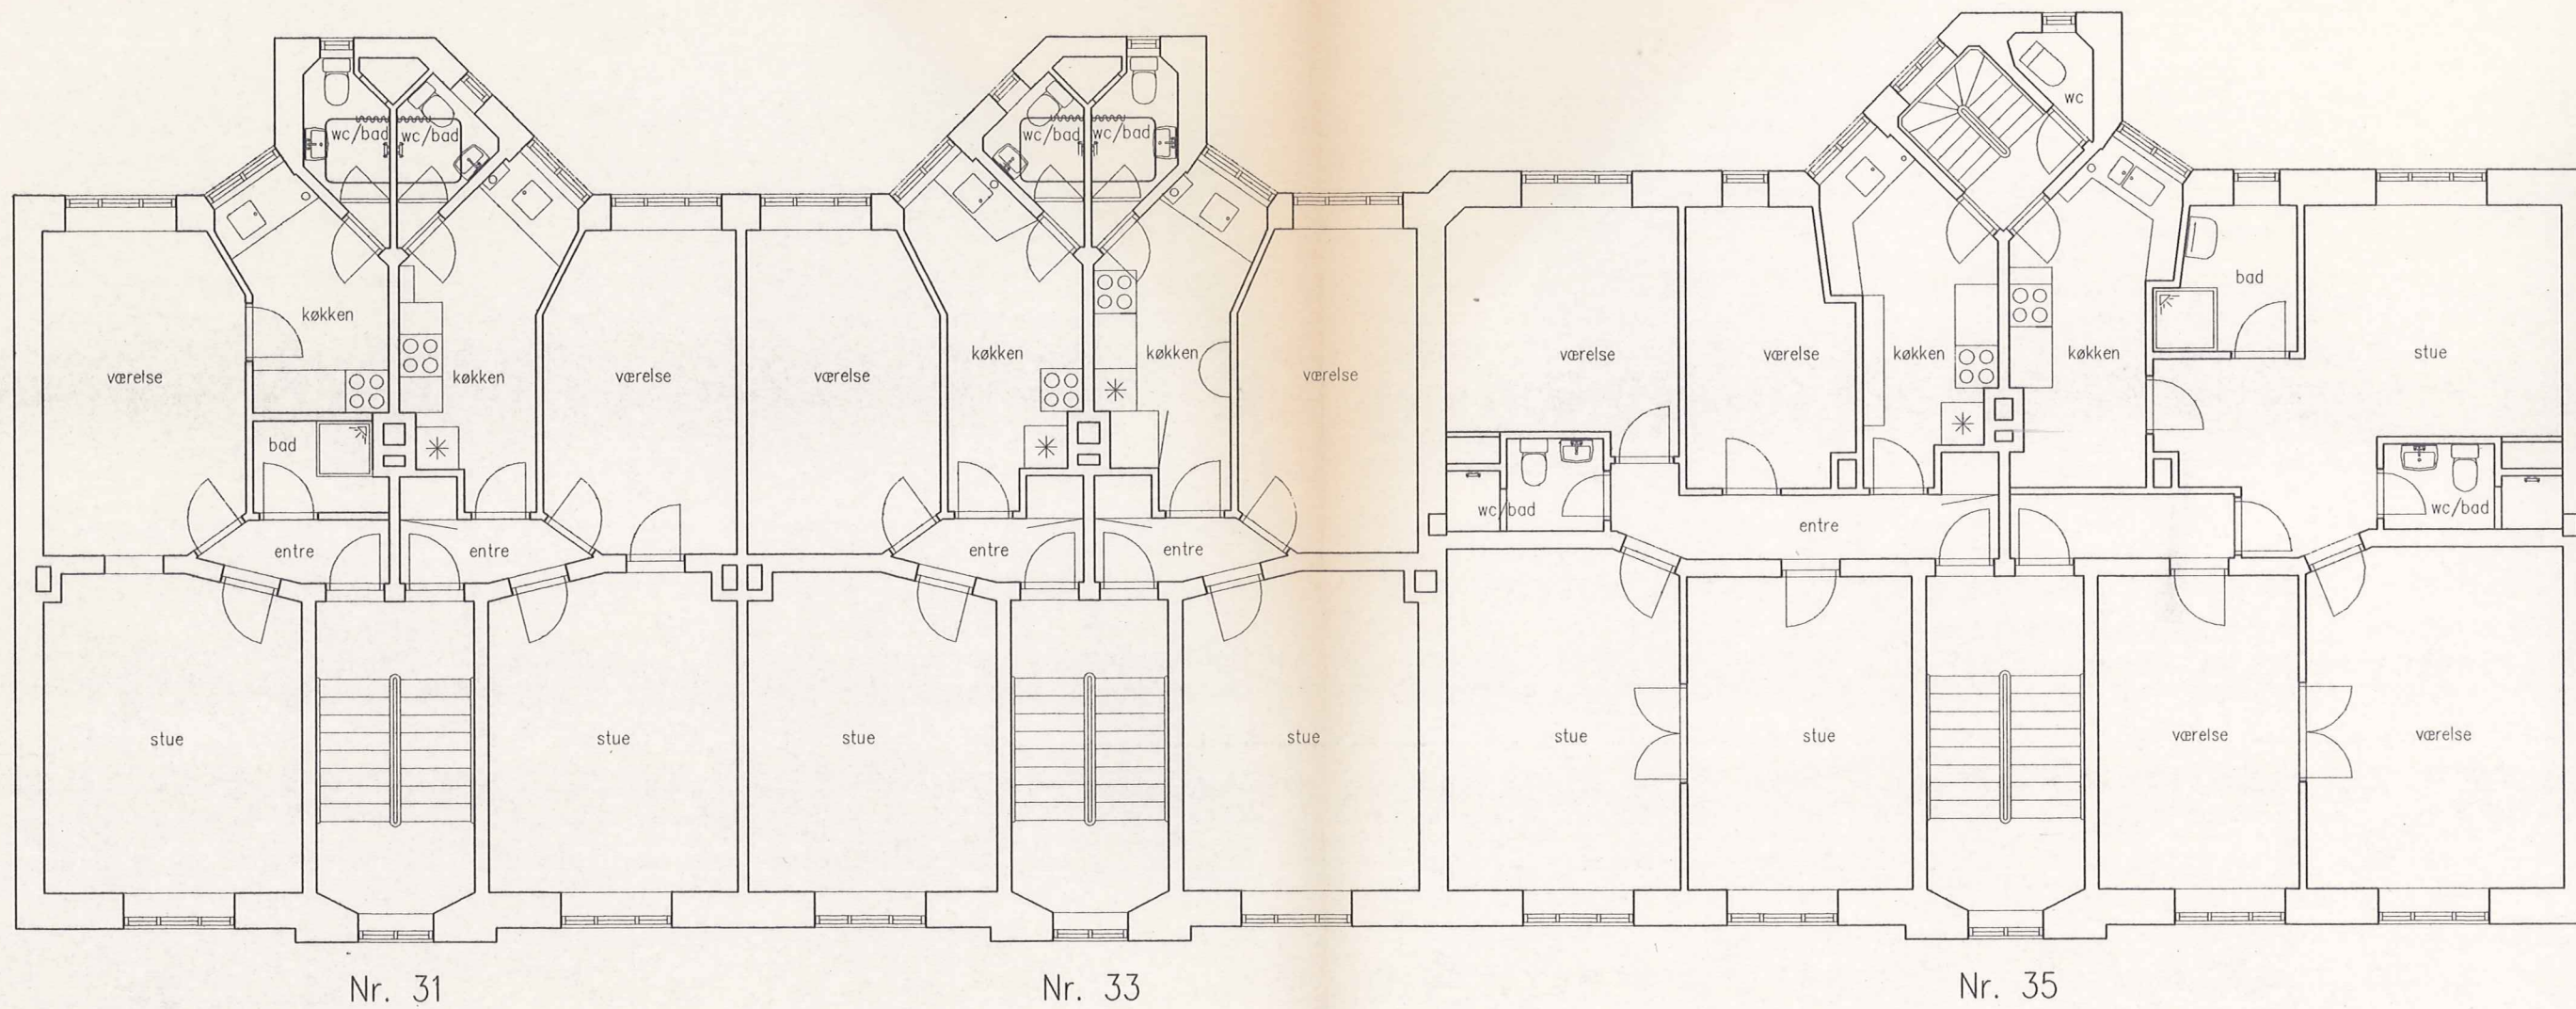 wc/bad
wc/bad
køkken
værelse
køkken
værelse
bad
entre
entre
stue
stue
Nr. 31
wc/bad
wc/bad
værelse
køkken
køkken
værelse
entre
entre
stue
stue
Nr. 33
wc
bad
værelse
værelse
køkken
køkken
stue
wc/bad
entre
wc/bad
stue
stue
værelse
værelse
Nr. 35